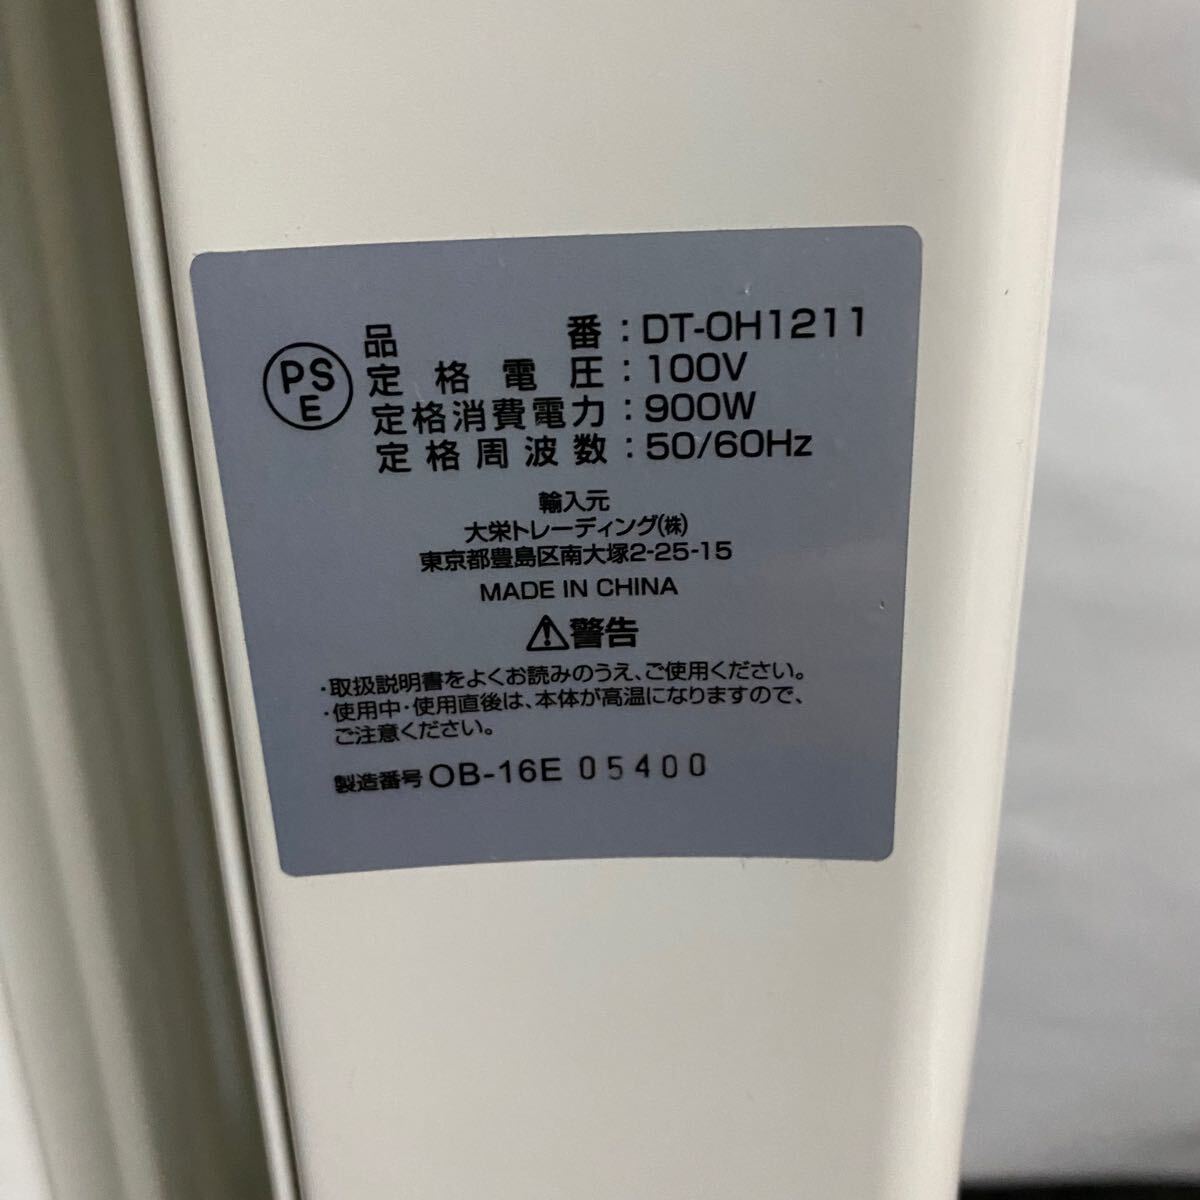 PS
E
品番:DT-OH1211
定格電圧:100V
定格消費電力:900W
定格周波数:50/60Hz
輸入元
大栄トレーディング(株)
東京都豊島区南大塚2-25-15
MADE IN CHINA
⚠警告
・取扱説明書をよくお読みのうえ、ご使用ください。
・使用中・使用直後は、本体が高温になりますので、
ご注意ください。
製造番号 OB-16E 05400